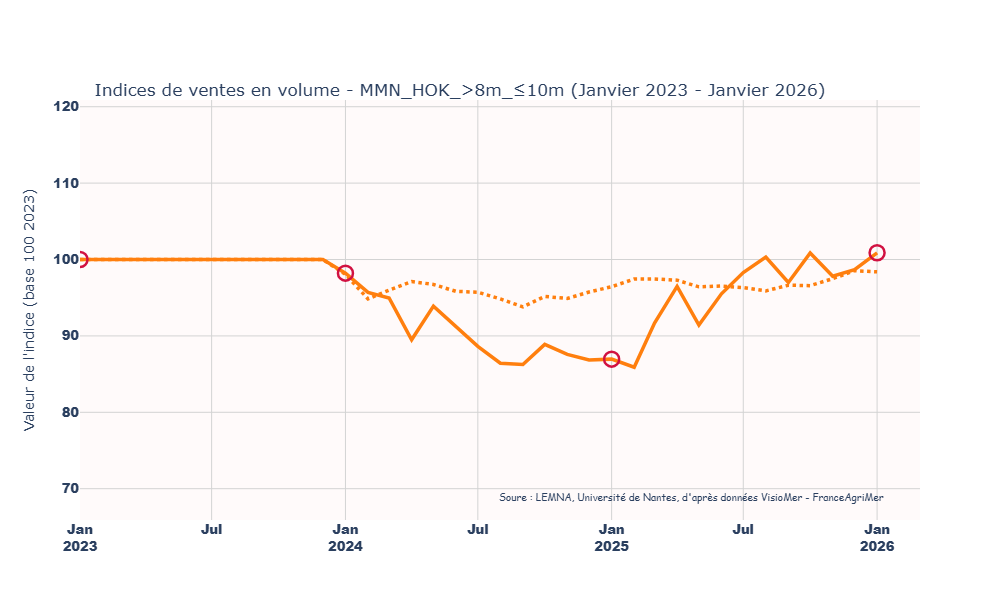 Indices de ventes en volume - MMN_HOK_>8m_≤10m (Janvier 2023 - Janvier 2026)
Valeur de l'indice (base 100 2023)
120
110
100
90
80
70
Soure : LEMNA, Université de Nantes, d'après données VisioMer - FranceAgriMer
Jan
2023
Jul
Jan
2024
Jul
Jan
2025
Jul
Jan
2026